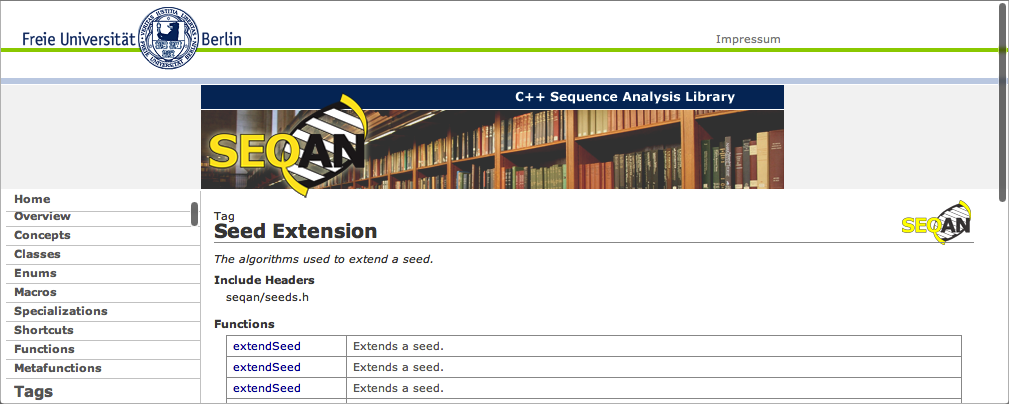 Freie Universität Berlin
Impressum
C++ Sequence Analysis Library
SEQAN
Home
Overview
Concepts
Classes
Enums
Macros
Specializations
Shortcuts
Functions
Metafunctions
Tags
Tag
Seed Extension
SEQAN
The algorithms used to extend a seed.
Include Headers
seqan/seeds.h
Functions
extendSeed Extends a seed.
extendSeed Extends a seed.
extendSeed Extends a seed.